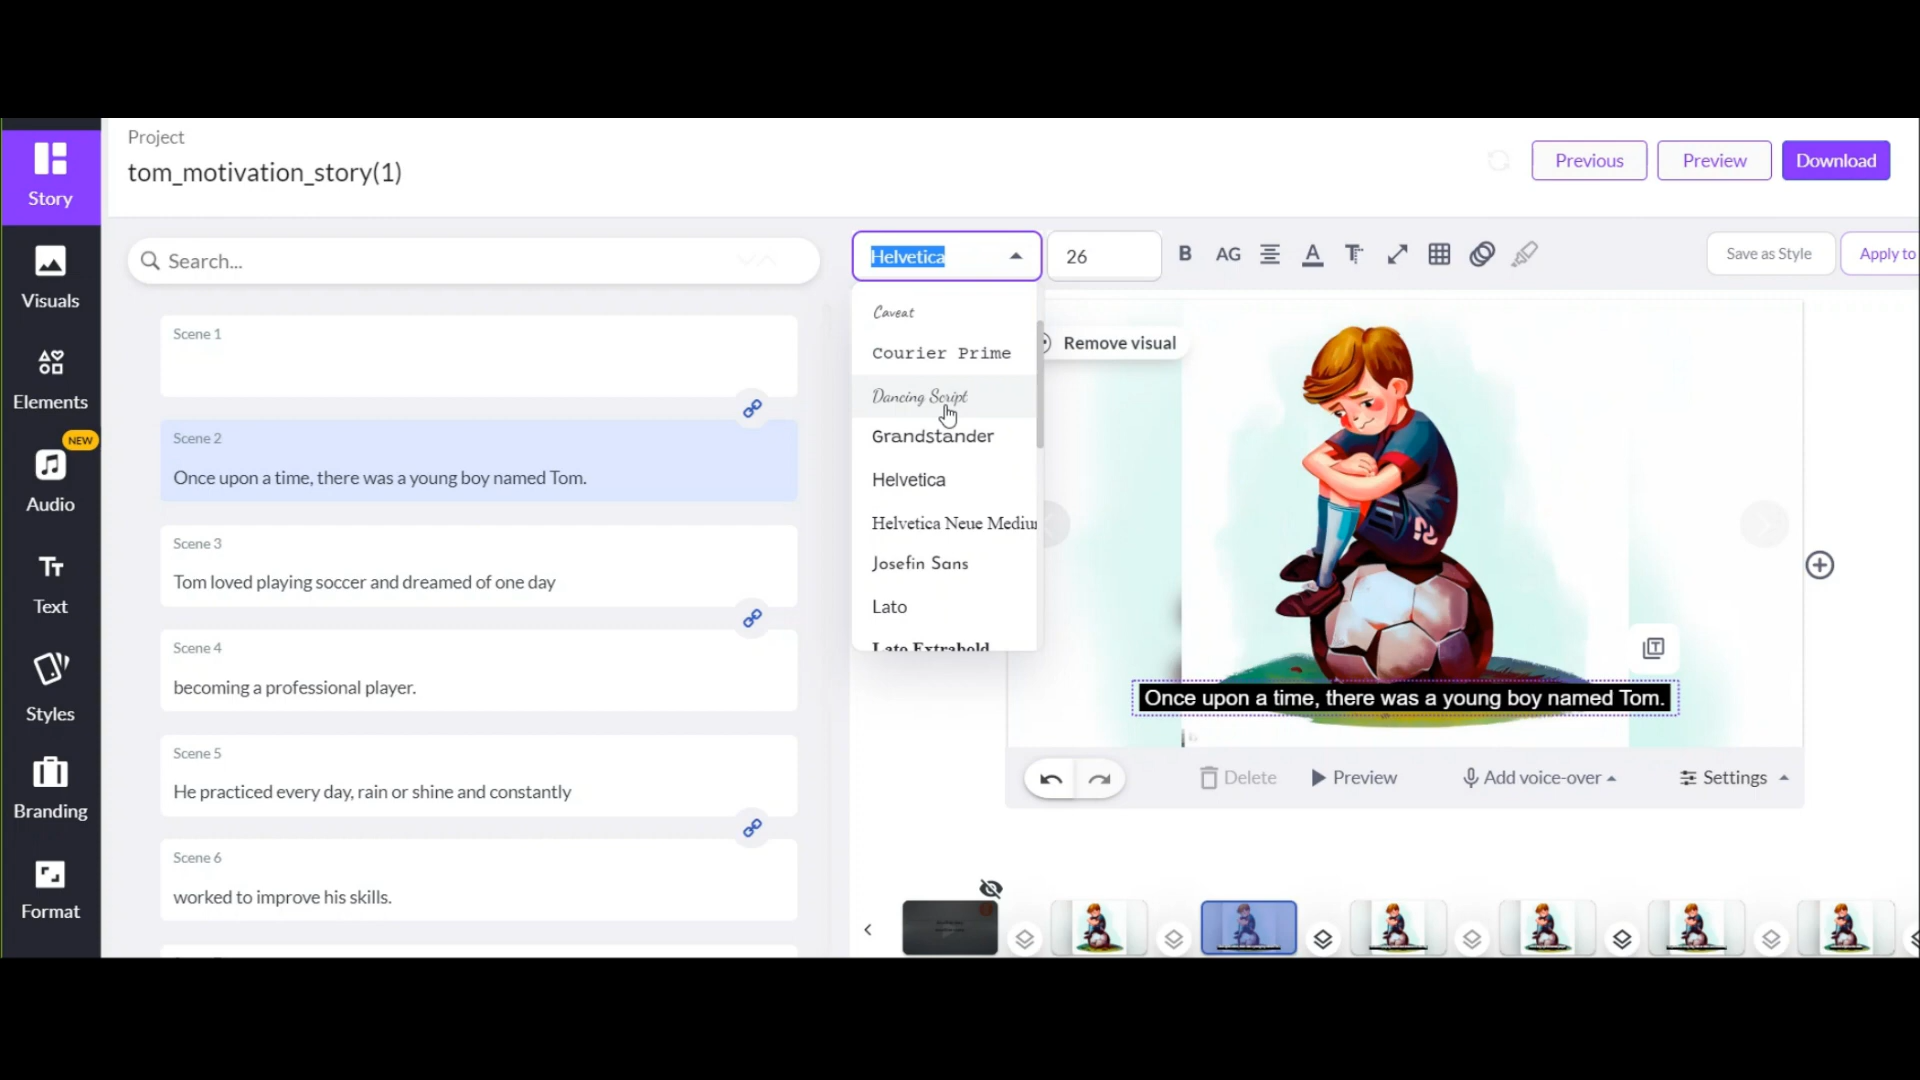 Project
tom_motivation_story(1)
Previous
Preview
Download
Story
Visuals
Elements
NEW
Audio
Text
Styles
Branding
Format
Search...
Scene 1
Scene 2
Once upon a time, there was a young boy named Tom.
Scene 3
Tom loved playing soccer and dreamed of one day
Scene 4
becoming a professional player.
Scene 5
He practiced every day, rain or shine and constantly
Scene 6
worked to improve his skills.
Helvetica
26
B
AG
Save as Style
Apply to
Caveat
Courier Prime
Dancing Script
Grandstander
Helvetica
Helvetica Neue Mediu
Josefin Sans
Lato
Lato Extrabold
Remove visual
Once upon a time, there was a young boy named Tom.
Delete
Preview
Add voice-over
Settings